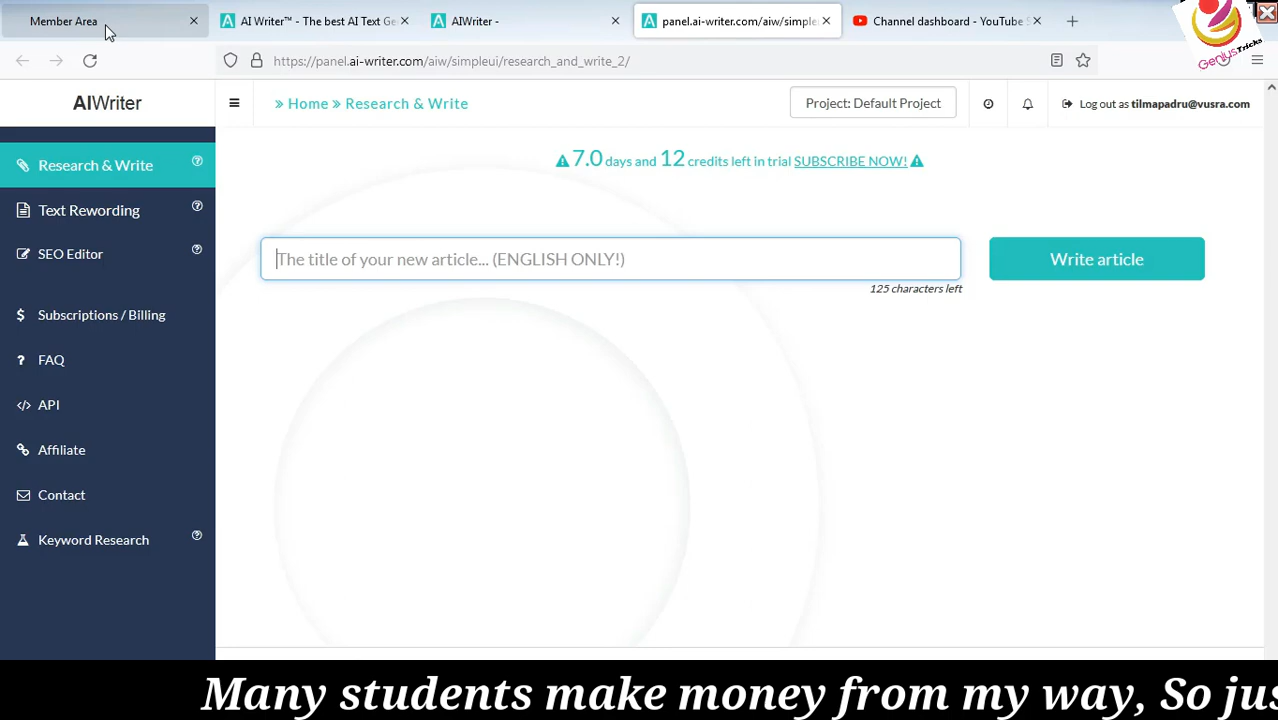 Member Area
AI Writer™ - The best AI Text Ge
AIWriter -
panel.ai-writer.com/aiw/simpleu
Channel dashboard - YouTube S
Genius Tricks
https://panel.ai-writer.com/aiw/simpleui/research_and_write_2/
AIWriter
» Home » Research & Write
Project: Default Project
Log out as tilmapadru@vusra.com
7.0 days and 12 credits left in trial SUBSCRIBE NOW!
Research & Write
Text Rewording
SEO Editor
Subscriptions / Billing
FAQ
API
Affiliate
Contact
Keyword Research
The title of your new article... (ENGLISH ONLY!)
Write article
125 characters left
Many students make money from my way, So jus